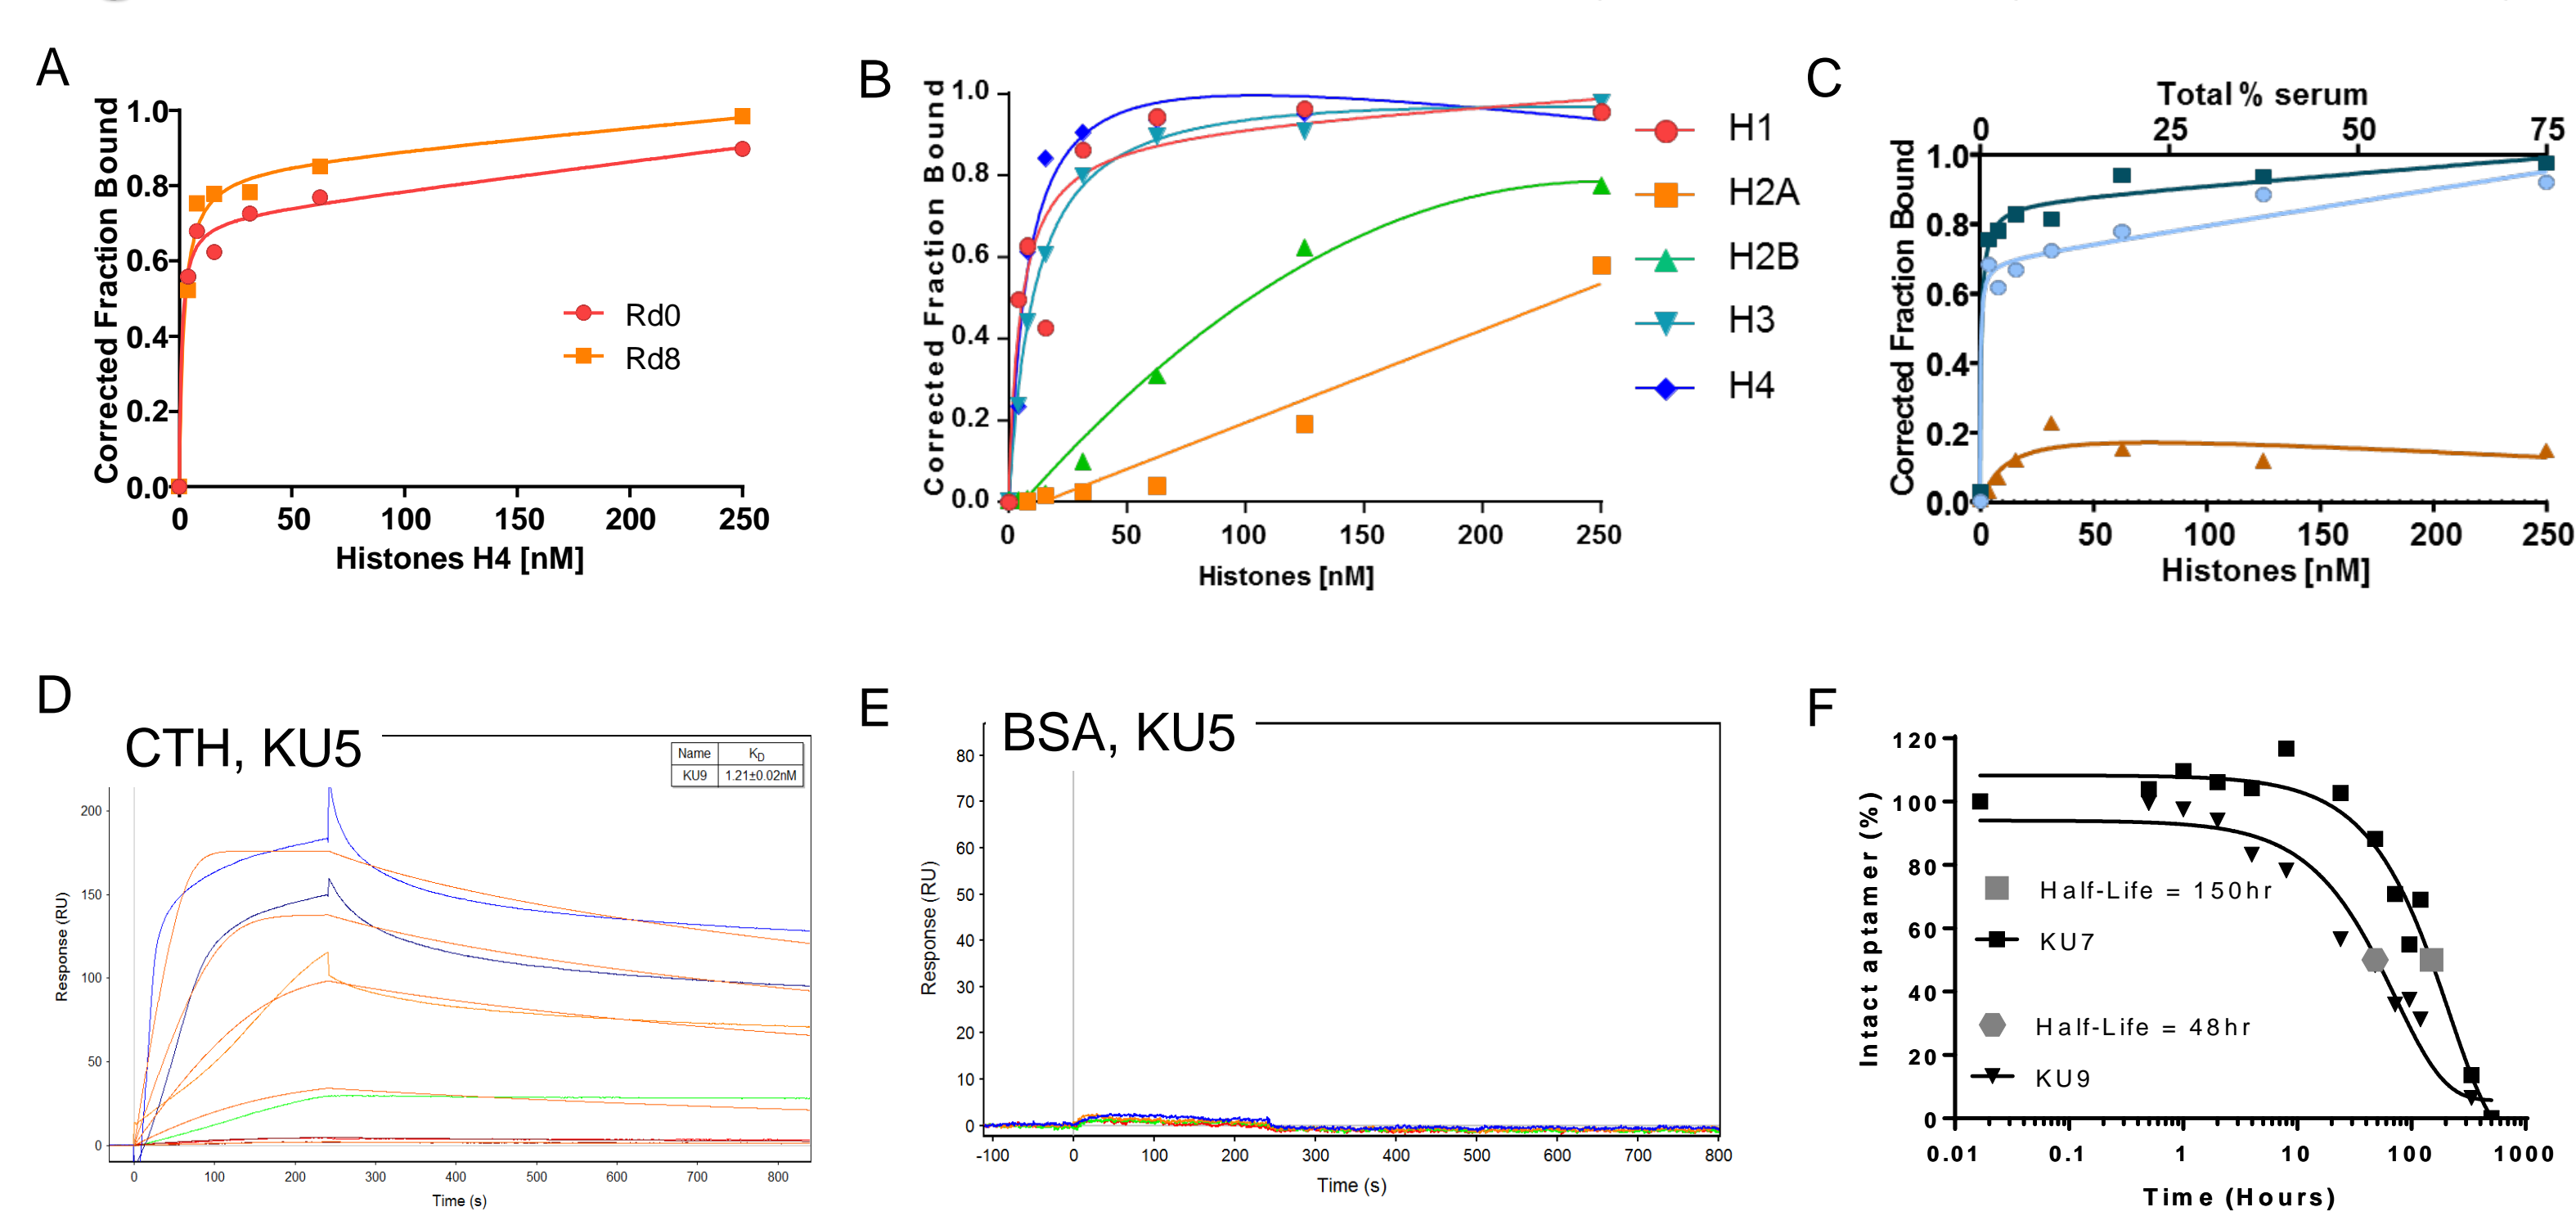 A
Corrected Fraction Bound
1.0
0.8
0.6
0.4
0.2
0.0
0 50 100 150 200 250
Histones H4 [nM]
Rd0
Rd8
B
Corrected Fraction Bound
1.0
0.8
0.6
0.4
0.2
0.0
0 50 100 150 200 250
Histones [nM]
H1
H2A
H2B
H3
H4
C
Total % serum
0 25 50 75
Corrected Fraction Bound
1.0
0.8
0.6
0.4
0.2
0.0
0 50 100 150 200 250
Histones [nM]
D
CTH, KU5
Name KD
KU9 1.21±0.02nM
Response (RU)
200
150
100
50
0
0 100 200 300 400 500 600 700 800
Time (s)
E
BSA, KU5
Response (RU)
80
70
60
50
40
30
20
10
0
-100 0 100 200 300 400 500 600 700 800
Time (s)
F
Intact aptamer (%)
120
100
80
60
40
20
0
Half-Life = 150hr
KU7
Half-Life = 48hr
KU9
0.01 0.1 1 10 100 1000
Time (Hours)